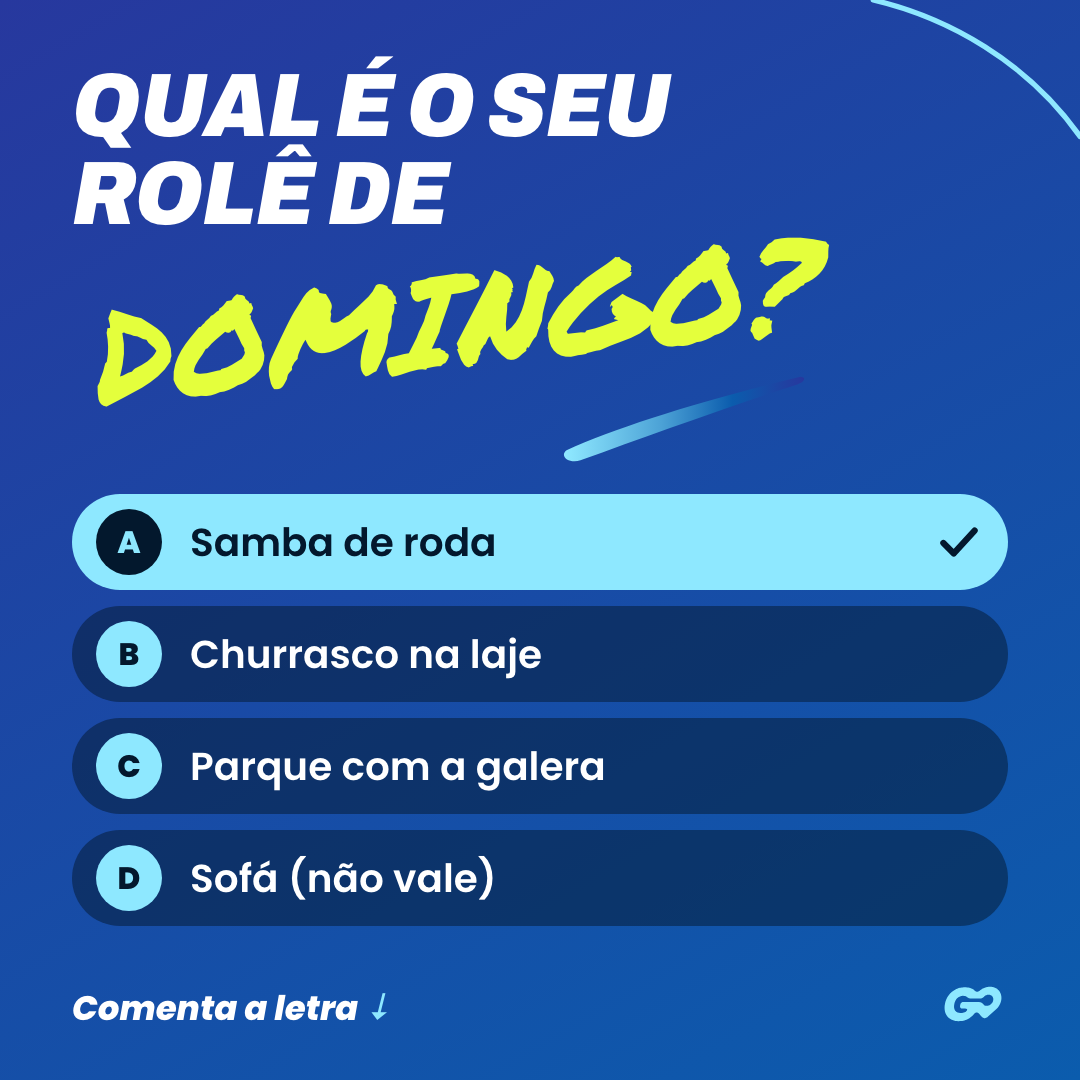 QUAL É O SEU
ROLÊ DE
DOMINGO?
A Samba de roda
B Churrasco na laje
C Parque com a galera
D Sofá (não vale)
Comenta a letra ↓
GO